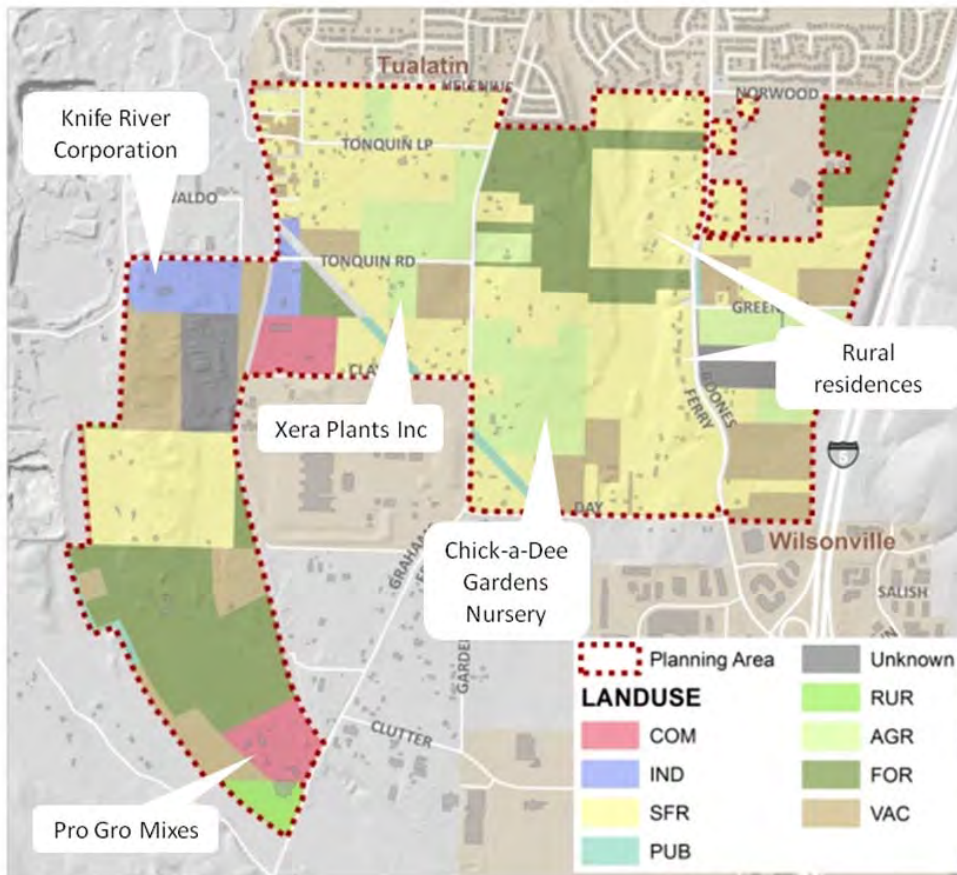 Tualatin
HELENIUS
NORWOOD
Knife River
Corporation
TONQUIN LP
WALDO
TONQUIN RD
GREEN
Rural
residences
CLAY
Xera Plants Inc
BOONES
FERRY
5
DAY
Wilsonville
Chick-a-Dee
Gardens
Nursery
GRAHAMS
SALISH
GARDEN
CLUTTER
Pro Gro Mixes
Planning Area
LANDUSE
COM
IND
SFR
PUB
Unknown
RUR
AGR
FOR
VAC